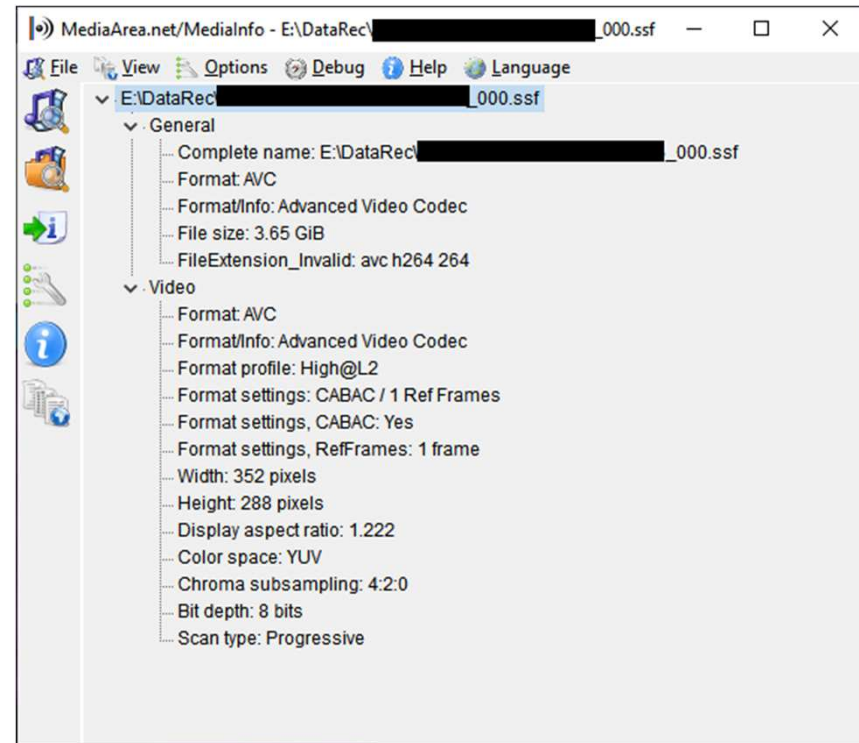 MediaArea.net/MediaInfo - E:\DataRec\ _000.ssf
File View Options Debug Help Language
E:\DataRec\ _000.ssf
General
Complete name: E:\DataRec\ _000.ssf
Format: AVC
Format/Info: Advanced Video Codec
File size: 3.65 GiB
FileExtension_Invalid: avc h264 264
Video
Format: AVC
Format/Info: Advanced Video Codec
Format profile: High@L2
Format settings: CABAC / 1 Ref Frames
Format settings, CABAC: Yes
Format settings, RefFrames: 1 frame
Width: 352 pixels
Height: 288 pixels
Display aspect ratio: 1.222
Color space: YUV
Chroma subsampling: 4:2:0
Bit depth: 8 bits
Scan type: Progressive